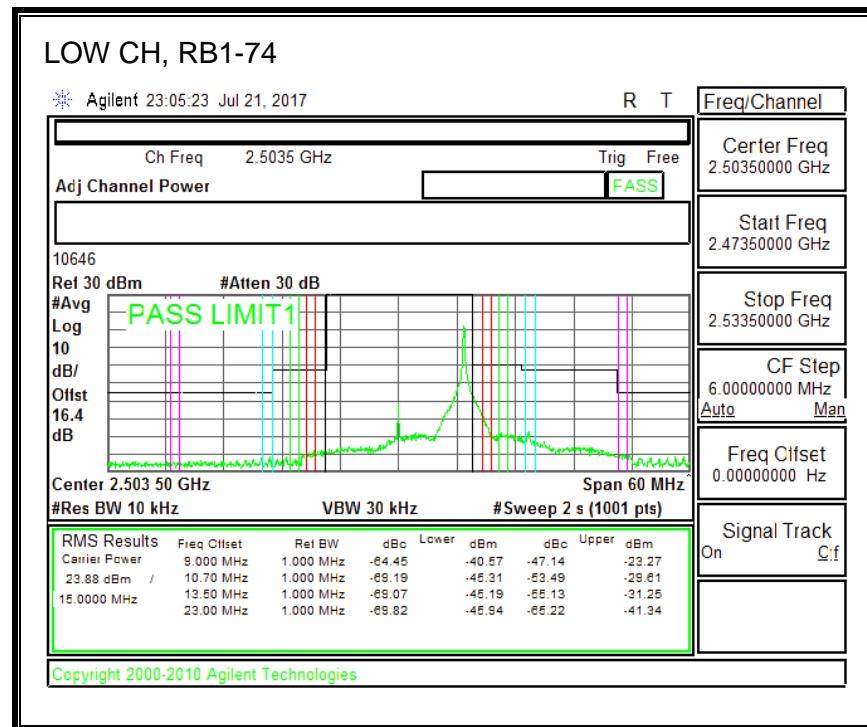 LOW CH, RB1-74
Agilent 23:05:23 Jul 21, 2017 R T
Freq/Channel
Ch Freq 2.5035 GHz Trig Free
Adj Channel Power PASS
Center Freq
2.50350000 GHz
Start Freq
2.47350000 GHz
Stop Freq
2.53350000 GHz
CF Step
6.00000000 MHz
Auto Man
Freq Offset
0.00000000 Hz
Signal Track
On Off
10646
Ref 30 dBm #Atten 30 dB
#Avg
Log
10
dB/
Offst
16.4
dB
PASS LIMIT1
Center 2.503 50 GHz Span 60 MHz
#Res BW 10 kHz VBW 30 kHz #Sweep 2 s (1001 pts)
RMS Results Freq Offset Ref BW dBc Lower dBm dBc Upper dBm
Carrier Power 9.000 MHz 1.000 MHz -64.45 -40.57 -47.14 -23.27
23.88 dBm / 10.70 MHz 1.000 MHz -69.19 -45.31 -53.49 -29.61
15.0000 MHz 13.50 MHz 1.000 MHz -69.07 -45.19 -55.13 -31.25
23.00 MHz 1.000 MHz -69.82 -45.94 -65.22 -41.34
Copyright 2000-2010 Agilent Technologies